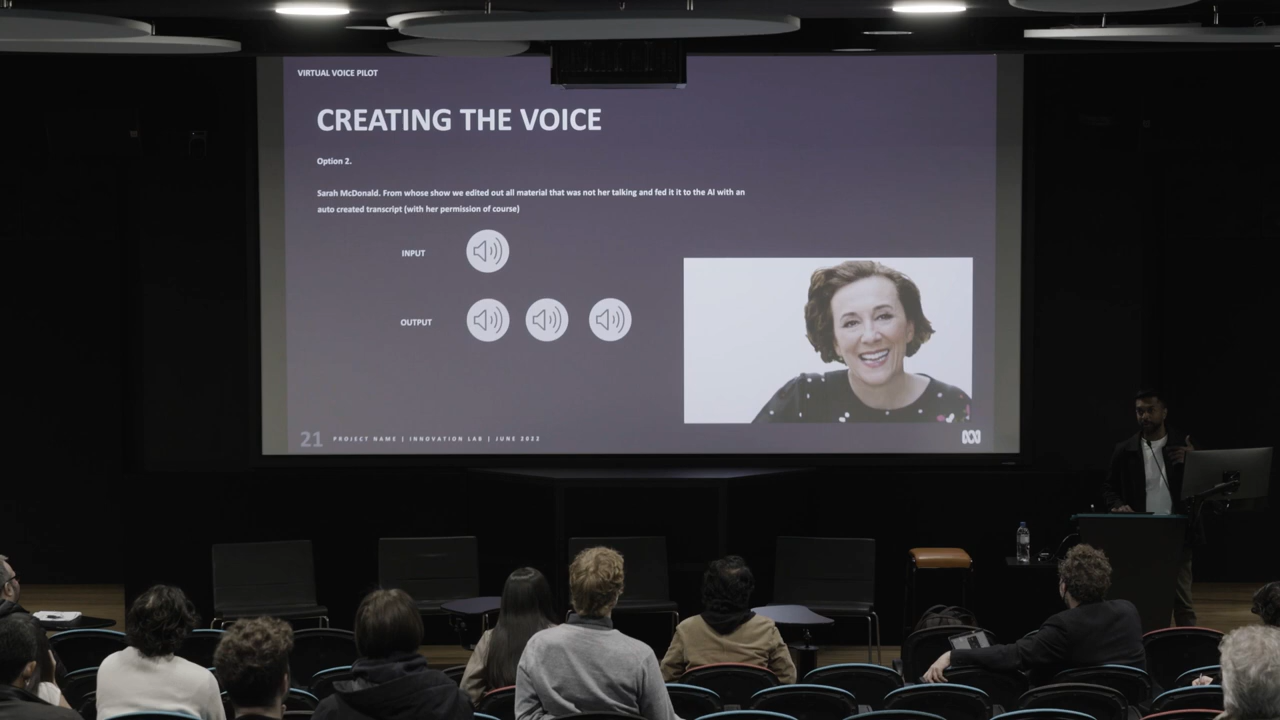 VIRTUAL VOICE PILOT
CREATING THE VOICE
Option 2.
Sarah McDonald. From whose show we edited out all material that was not her talking and fed it it to the AI with an
auto created transcript (with her permission of course)
INPUT
OUTPUT
21 PROJECT NAME | INNOVATION LAB | JUNE 2022